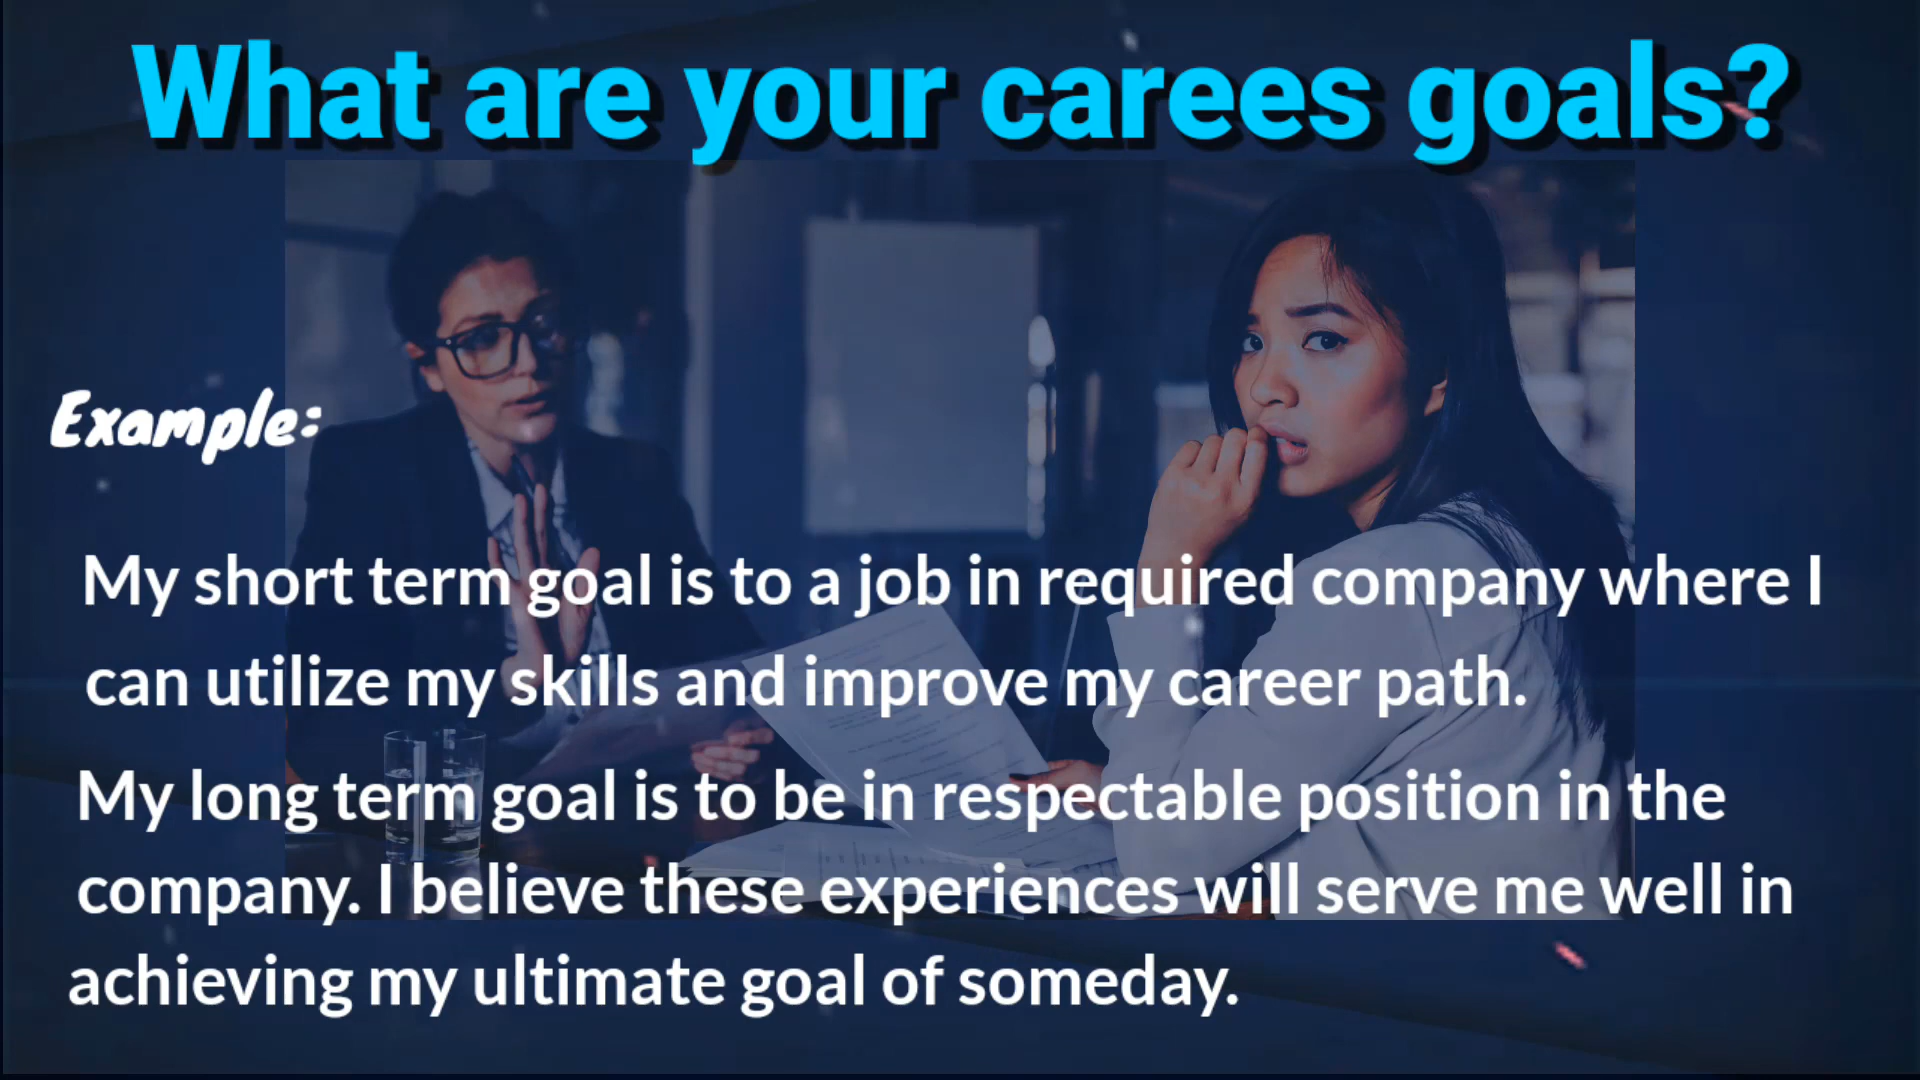 What are your carees goals?
Example:
My short term goal is to a job in required company where I
can utilize my skills and improve my career path.
My long term goal is to be in respectable position in the
company. I believe these experiences will serve me well in
achieving my ultimate goal of someday.